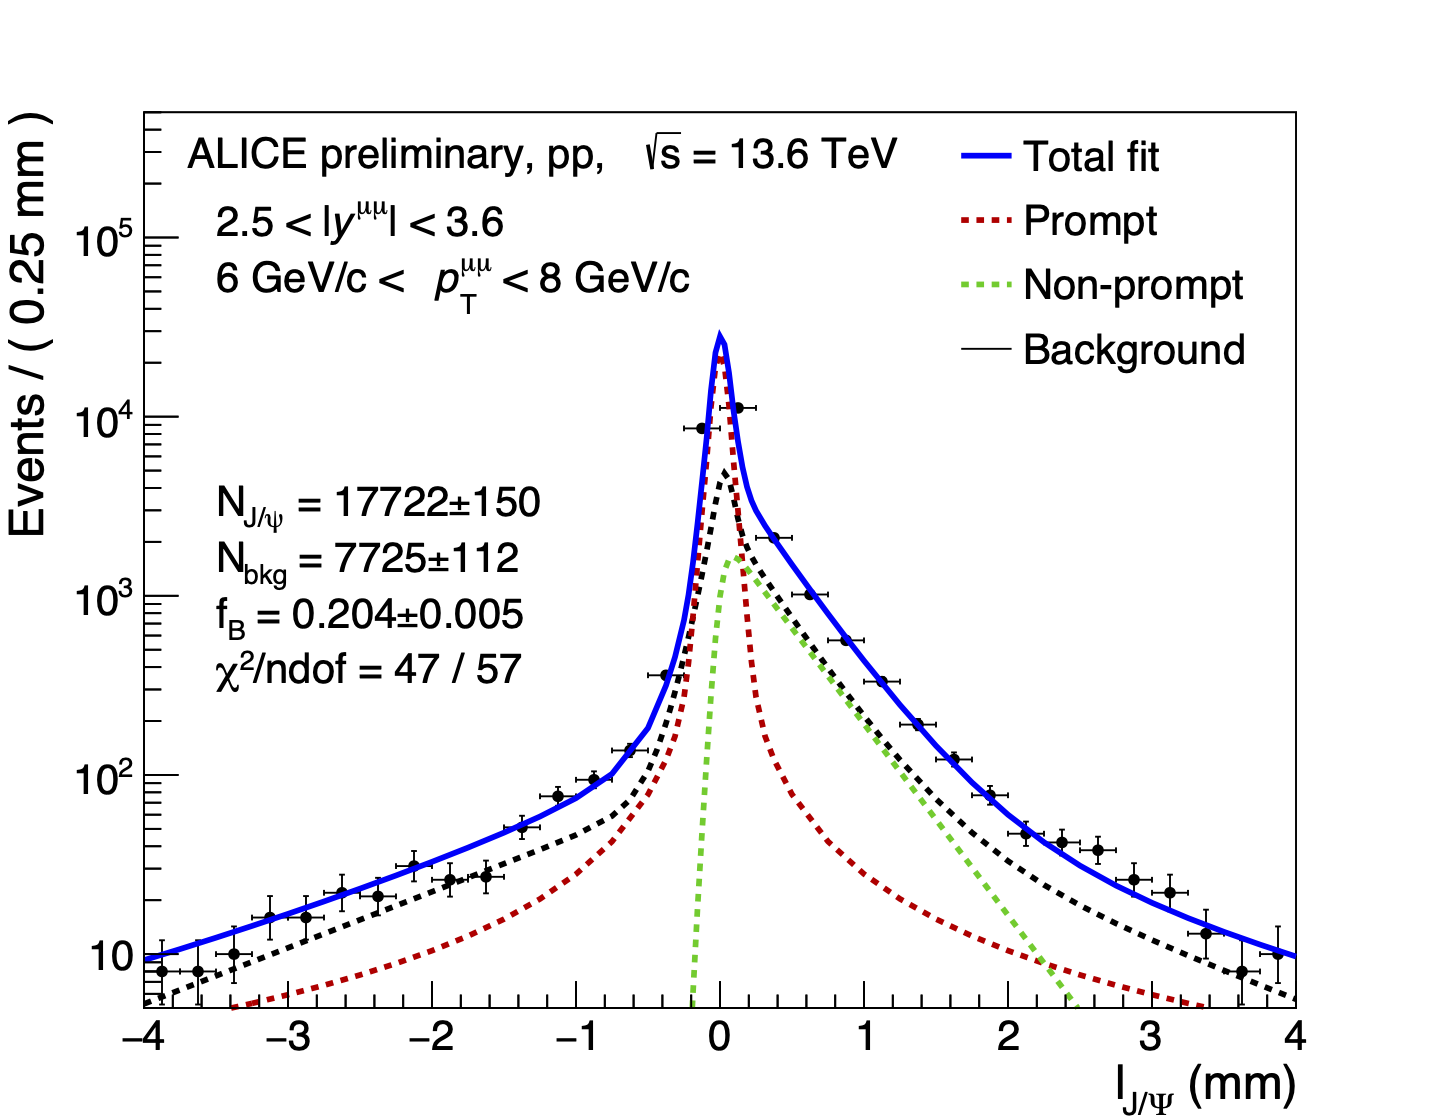 Events / ( 0.25 mm)
ALICE preliminary, pp, √s = 13.6 TeV
2.5 < |y^μμ| < 3.6
6 GeV/c < p_T^μμ < 8 GeV/c
Total fit
Prompt
Non-prompt
Background
N_J/ψ = 17722±150
N_bkg = 7725±112
f_B = 0.204±0.005
χ²/ndof = 47 / 57
10⁵
10⁴
10³
10²
10
−4 −3 −2 −1 0 1 2 3 4
l_J/Ψ (mm)